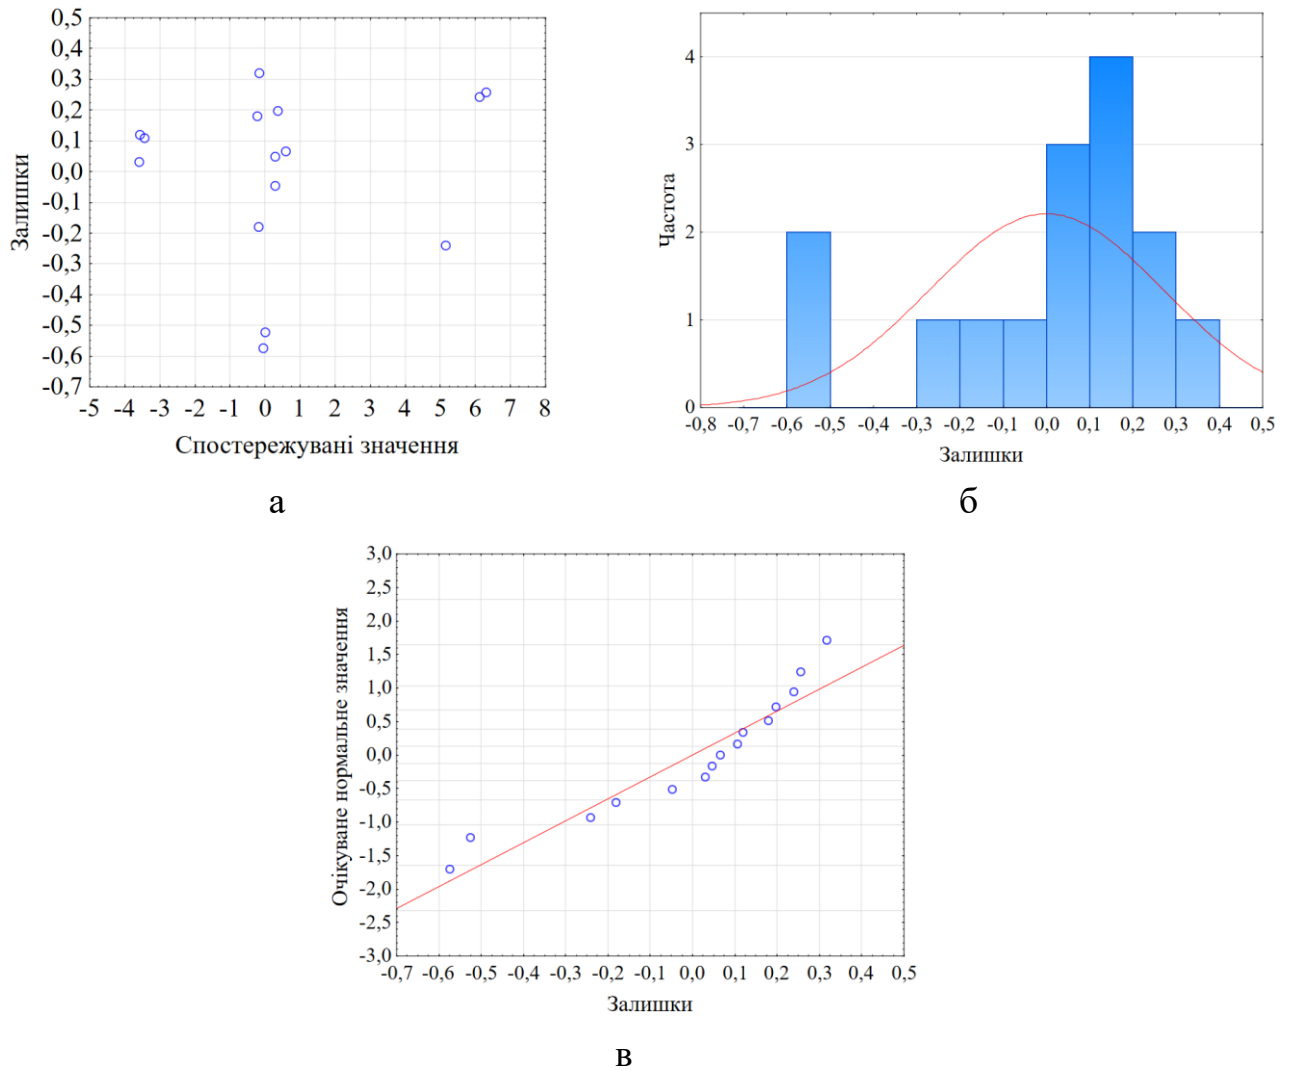 0,5
0,4
0,3
0,2
0,1
0,0
-0,1
-0,2
-0,3
-0,4
-0,5
-0,6
-0,7
Залишки
-5 -4 -3 -2 -1 0 1 2 3 4 5 6 7 8
Спостережувані значення
а
4
3
2
1
0
Частота
-0,8 -0,7 -0,6 -0,5 -0,4 -0,3 -0,2 -0,1 0,0 0,1 0,2 0,3 0,4 0,5
Залишки
б
3,0
2,5
2,0
1,5
1,0
0,5
0,0
-0,5
-1,0
-1,5
-2,0
-2,5
-3,0
Очікуване нормальне значення
-0,7 -0,6 -0,5 -0,4 -0,3 -0,2 -0,1 0,0 0,1 0,2 0,3 0,4 0,5
Залишки
в